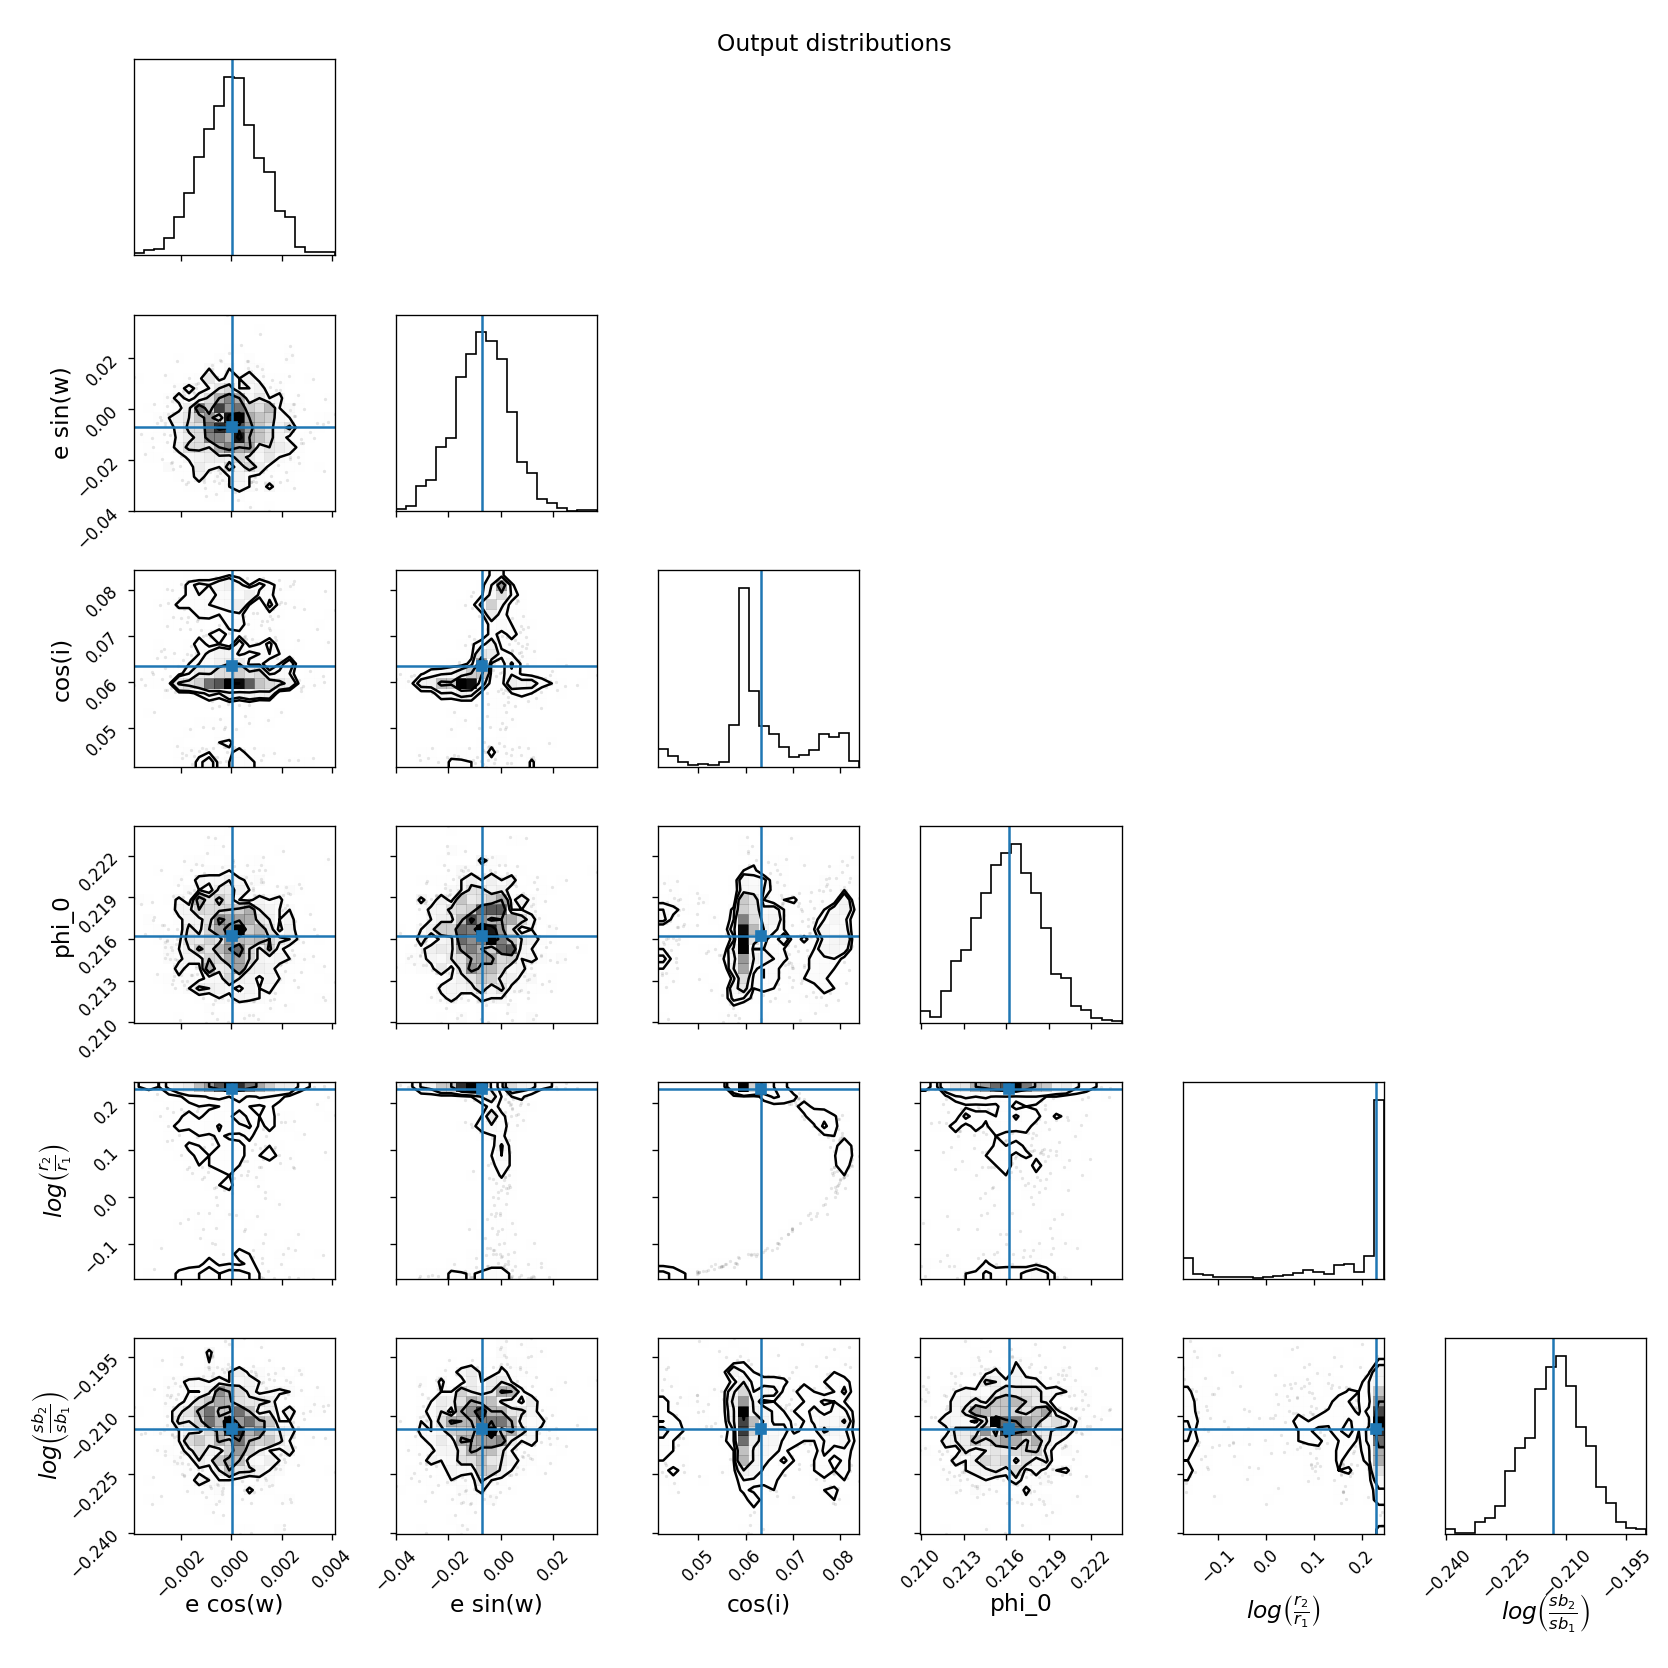 Output distributions
e sin(w)
0.02
0.00
−0.02
−0.04
cos(i)
0.08
0.07
0.06
0.05
phi_0
0.222
0.219
0.216
0.213
0.210
log(r₂/r₁)
0.2
0.1
0.0
−0.1
log(sb₂/sb₁)
−0.195
−0.210
−0.225
−0.240
−0.002 0.000 0.002 0.004
−0.04 −0.02 0.00 0.02
0.05 0.06 0.07 0.08
0.210 0.213 0.216 0.219 0.222
−0.1 0.0 0.1 0.2
−0.240 −0.225 −0.210 −0.195
e cos(w)
e sin(w)
cos(i)
phi_0
log(r₂/r₁)
log(sb₂/sb₁)